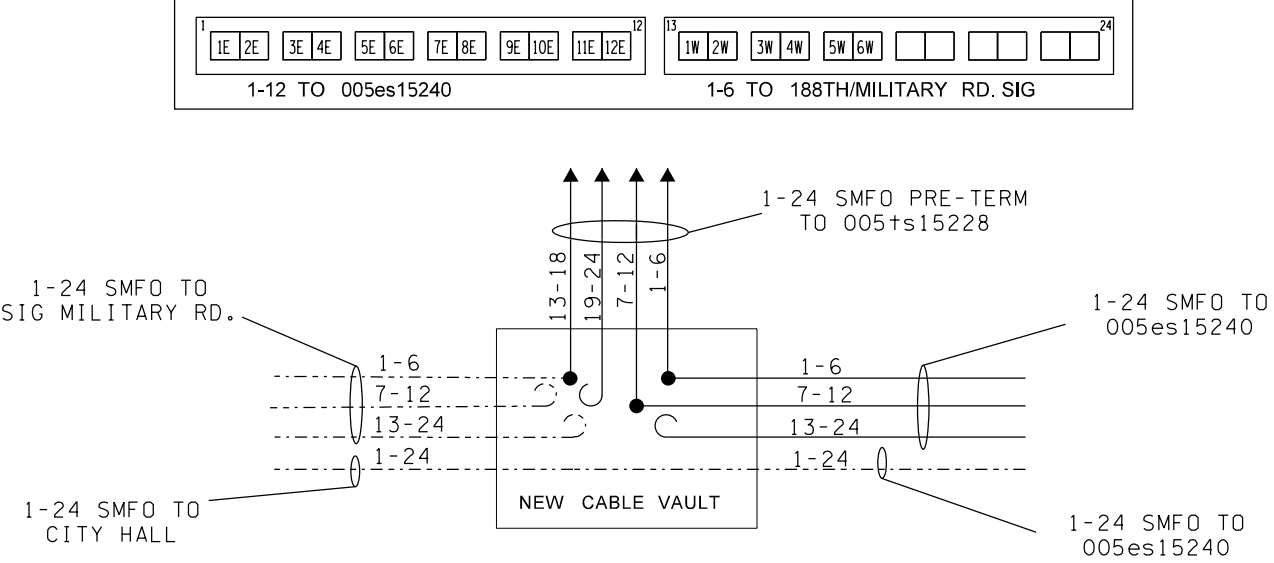 1 12 13 24
1E 2E 3E 4E 5E 6E 7E 8E 9E 10E 11E 12E 1W 2W 3W 4W 5W 6W
1-12 TO 005es15240 1-6 TO 188TH/MILITARY RD. SIG
1-24 SMFO PRE-TERM
TO 005ts15228
13-18
19-24
7-12
1-6
1-24 SMFO TO
SIG MILITARY RD.
1-24 SMFO TO
005es15240
1-6
7-12
13-24
1-24
1-6
7-12
13-24
1-24
NEW CABLE VAULT
1-24 SMFO TO
CITY HALL
1-24 SMFO TO
005es15240